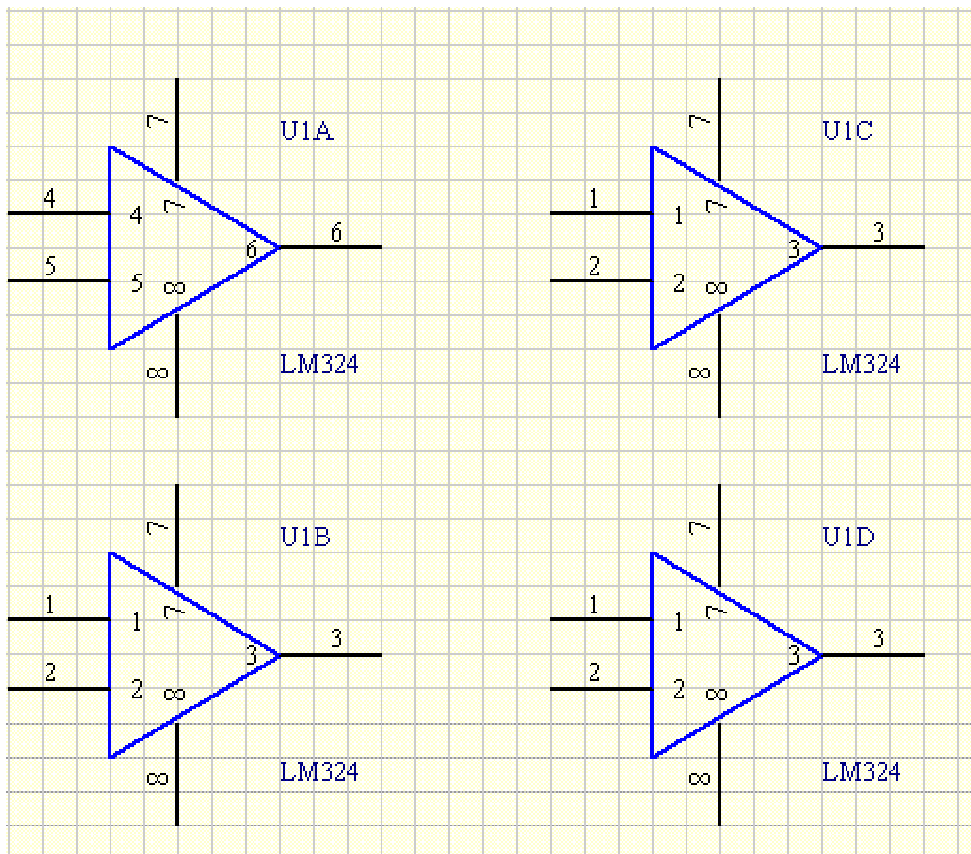 7 U1A 7 U1C
4 4 7 1 1 7
6 6 3 3
5 5 8 2 2 8
8 LM324 8 LM324
7 U1B 7 U1D
1 1 7 1 1 7
3 3 3 3
2 2 8 2 2 8
8 LM324 8 LM324